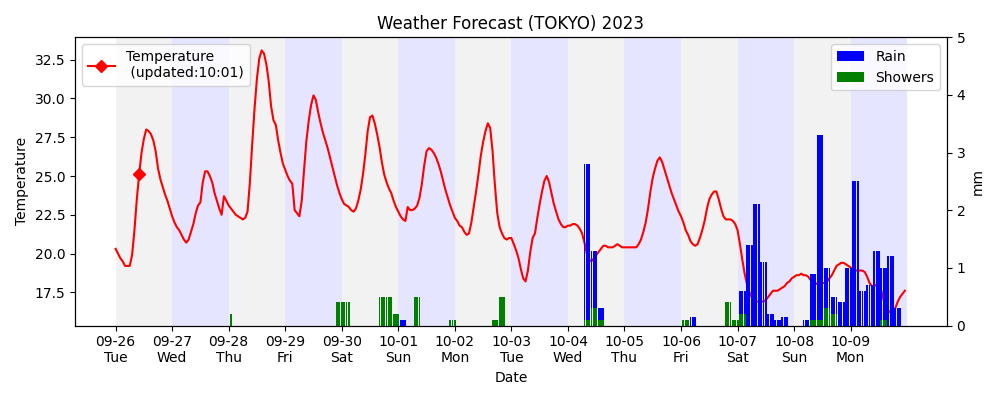 Weather Forecast (TOKYO) 2023
Temperature
(updated:10:01)
Rain
Showers
Temperature
32.5
30.0
27.5
25.0
22.5
20.0
17.5
5
4
3
2
1
0
mm
09-26 09-27 09-28 09-29 09-30 10-01 10-02 10-03 10-04 10-05 10-06 10-07 10-08 10-09
Tue Wed Thu Fri Sat Sun Mon Tue Wed Thu Fri Sat Sun Mon
Date